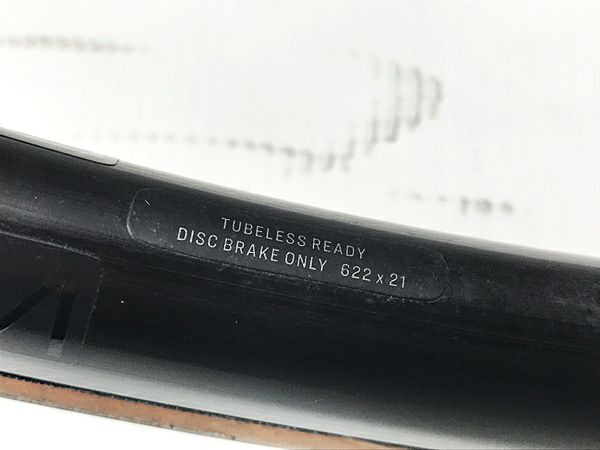 TUBELESS READY
DISC BRAKE ONLY 622 x 21